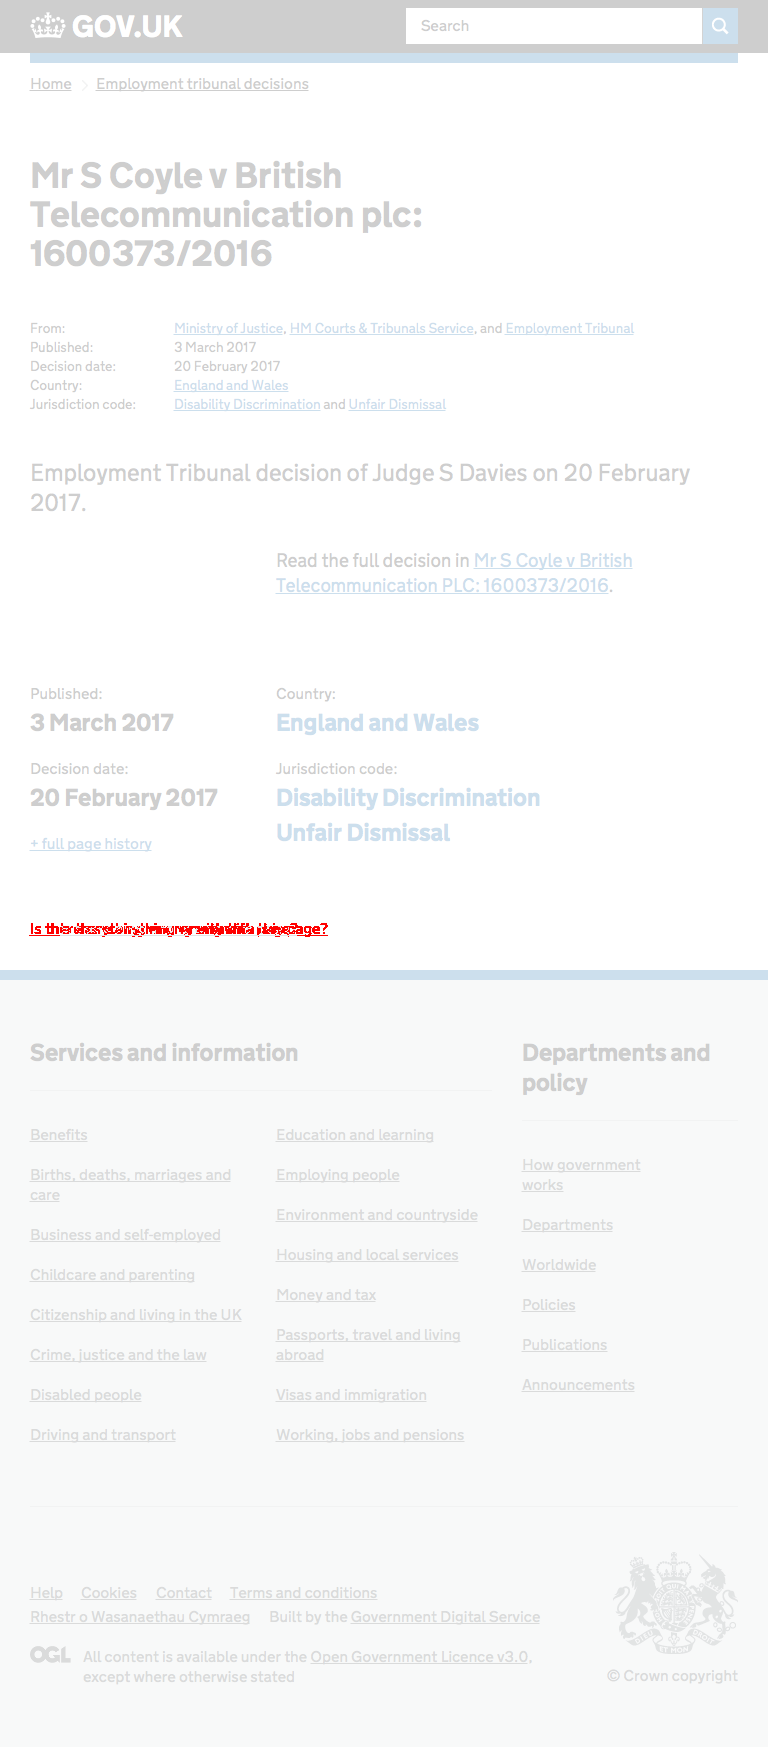 GOV.UK
Search
Home Employment tribunal decisions
Mr S Coyle v British
Telecommunication plc:
1600373/2016
From: Ministry of Justice, HM Courts & Tribunals Service, and Employment Tribunal
Published: 3 March 2017
Decision date: 20 February 2017
Country: England and Wales
Jurisdiction code: Disability Discrimination and Unfair Dismissal
Employment Tribunal decision of Judge S Davies on 20 February
2017.
Read the full decision in Mr S Coyle v British
Telecommunication PLC: 1600373/2016.
Published:
3 March 2017
Country:
England and Wales
Decision date:
20 February 2017
Jurisdiction code:
Disability Discrimination
Unfair Dismissal
+ full page history
Services and information
Benefits
Births, deaths, marriages and
care
Business and self-employed
Childcare and parenting
Citizenship and living in the UK
Crime, justice and the law
Disabled people
Driving and transport
Education and learning
Employing people
Environment and countryside
Housing and local services
Money and tax
Passports, travel and living
abroad
Visas and immigration
Working, jobs and pensions
Departments and
policy
How government
works
Departments
Worldwide
Policies
Publications
Announcements
Help Cookies Contact Terms and conditions
Rhestr o Wasanaethau Cymraeg Built by the Government Digital Service
OGL All content is available under the Open Government Licence v3.0,
except where otherwise stated
© Crown copyright